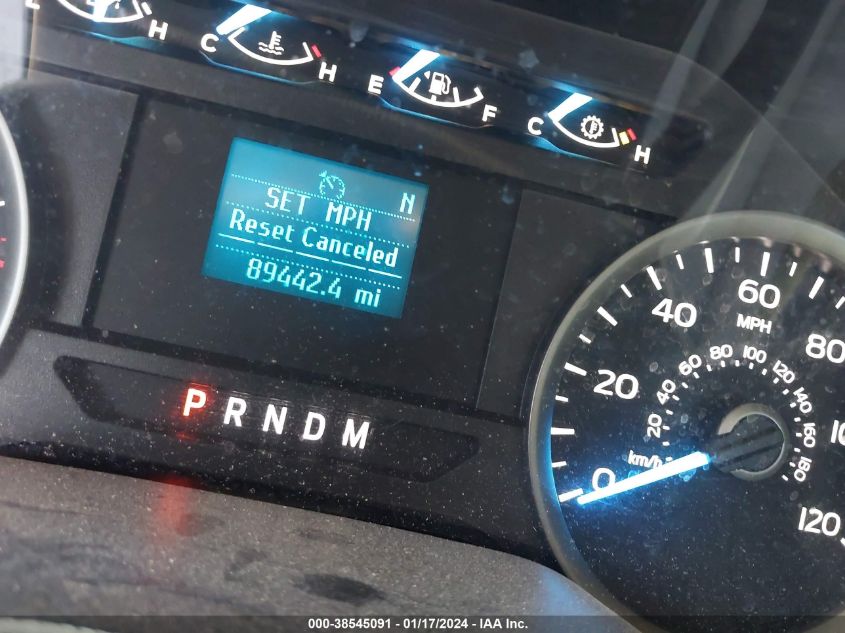 L H
C H
E F
C H
N
SET MPH
Reset Canceled
89442.4 mi
P R N D M
0 20 40 60 80 120
MPH
20 40 60 80 100 120 140 160 180
km/h
000-38545091 - 01/17/2024 - IAA Inc.